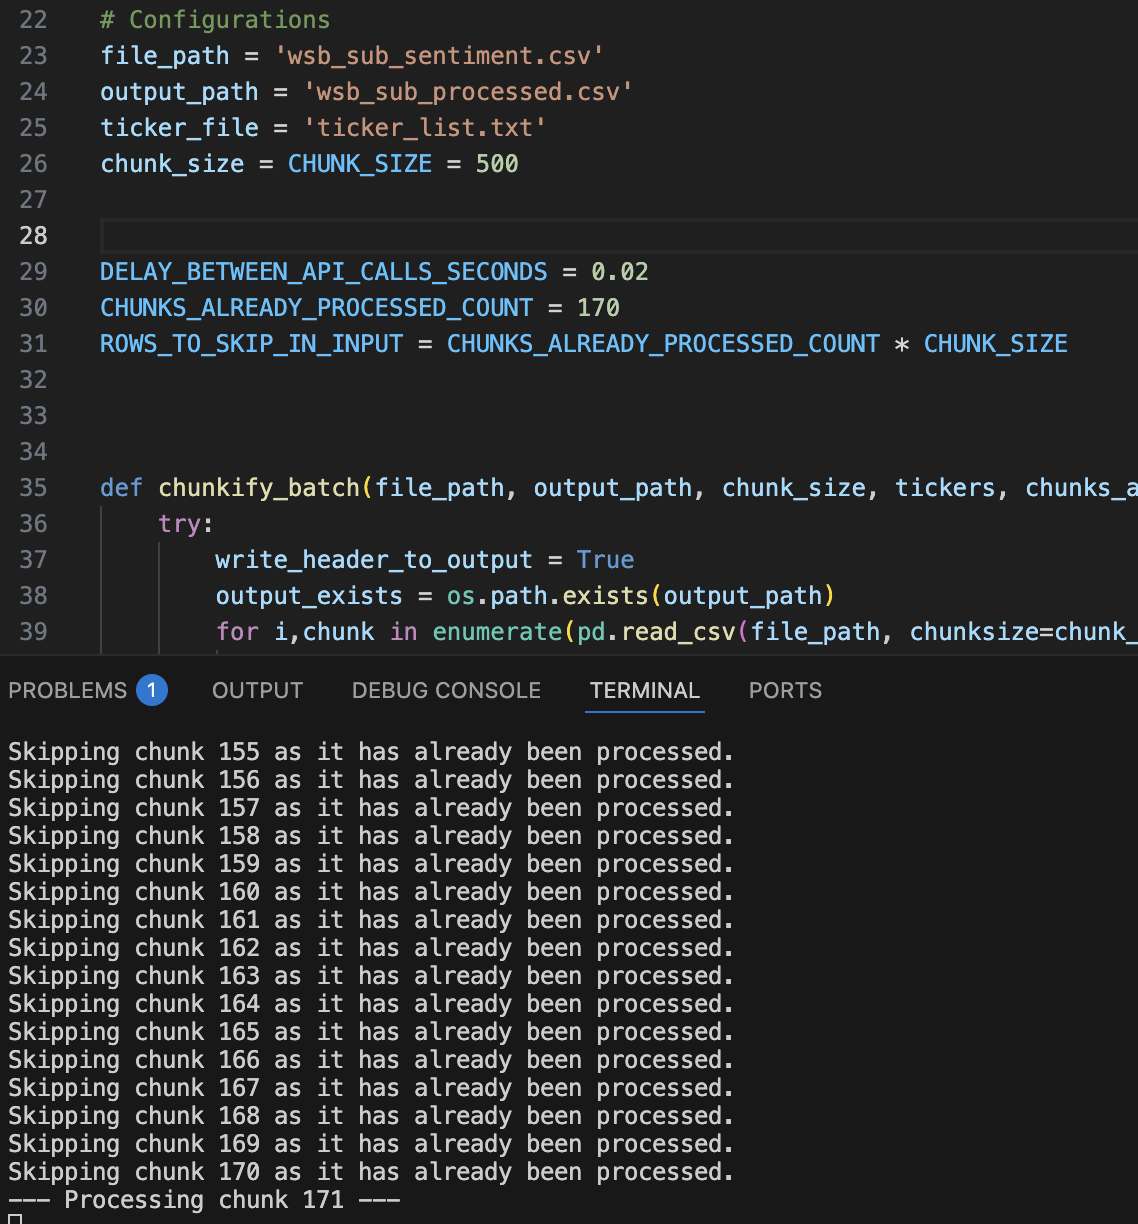 22 # Configurations
23 file_path = 'wsb_sub_sentiment.csv'
24 output_path = 'wsb_sub_processed.csv'
25 ticker_file = 'ticker_list.txt'
26 chunk_size = CHUNK_SIZE = 500
27
28
29 DELAY_BETWEEN_API_CALLS_SECONDS = 0.02
30 CHUNKS_ALREADY_PROCESSED_COUNT = 170
31 ROWS_TO_SKIP_IN_INPUT = CHUNKS_ALREADY_PROCESSED_COUNT * CHUNK_SIZE
32
33
34
35 def chunkify_batch(file_path, output_path, chunk_size, tickers, chunks_a
36 try:
37 write_header_to_output = True
38 output_exists = os.path.exists(output_path)
39 for i,chunk in enumerate(pd.read_csv(file_path, chunksize=chunk_
PROBLEMS 1 OUTPUT DEBUG CONSOLE TERMINAL PORTS
Skipping chunk 155 as it has already been processed.
Skipping chunk 156 as it has already been processed.
Skipping chunk 157 as it has already been processed.
Skipping chunk 158 as it has already been processed.
Skipping chunk 159 as it has already been processed.
Skipping chunk 160 as it has already been processed.
Skipping chunk 161 as it has already been processed.
Skipping chunk 162 as it has already been processed.
Skipping chunk 163 as it has already been processed.
Skipping chunk 164 as it has already been processed.
Skipping chunk 165 as it has already been processed.
Skipping chunk 166 as it has already been processed.
Skipping chunk 167 as it has already been processed.
Skipping chunk 168 as it has already been processed.
Skipping chunk 169 as it has already been processed.
Skipping chunk 170 as it has already been processed.
--- Processing chunk 171 ---